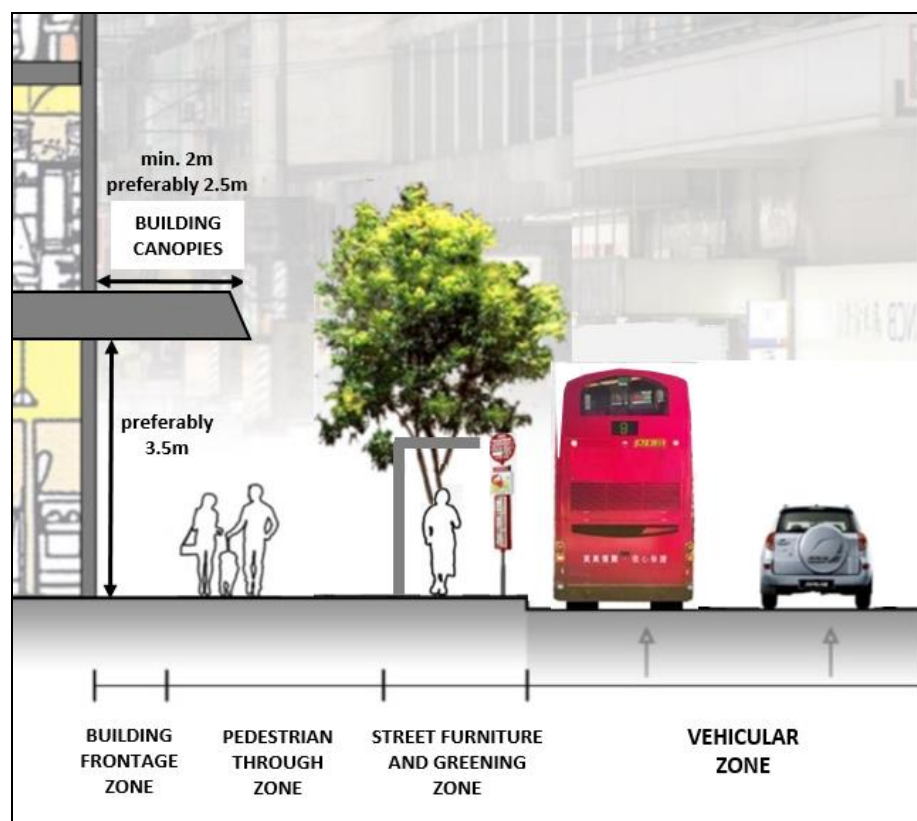 min. 2m
preferably 2.5m
BUILDING
CANOPIES
preferably
3.5m
BUILDING
FRONTAGE
ZONE
PEDESTRIAN
THROUGH
ZONE
STREET FURNITURE
AND GREENING ZONE
ZONE
VEHICULAR
ZONE